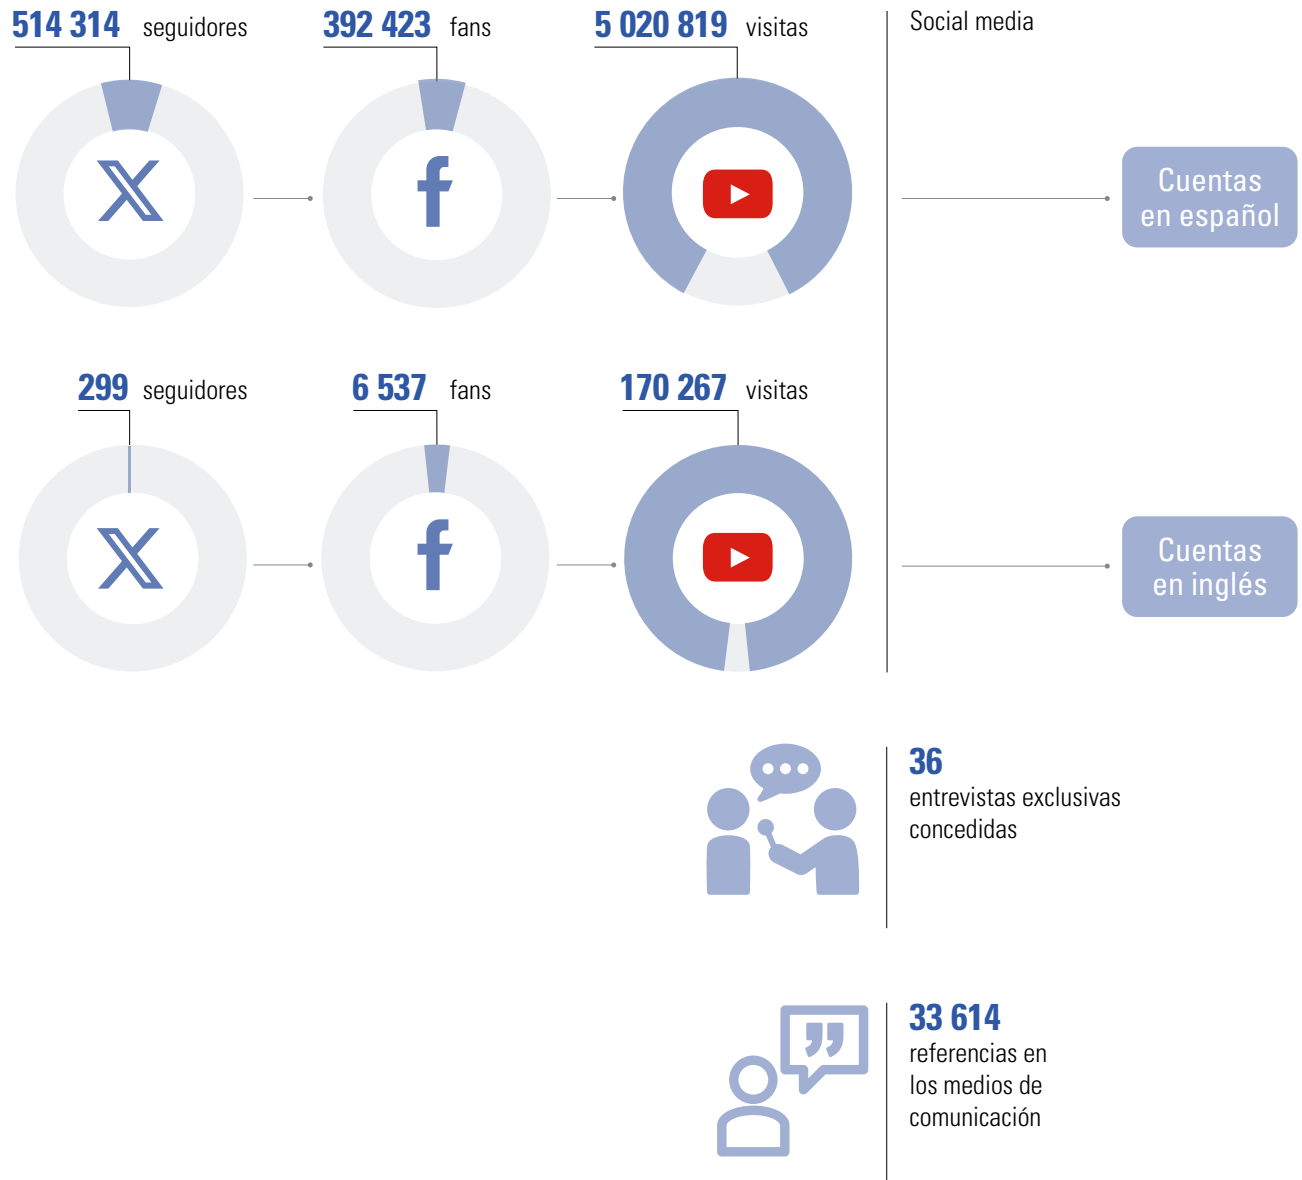 514 314 seguidores
392 423 fans
5 020 819 visitas
Social media
Cuentas
en español
299 seguidores
6 537 fans
170 267 visitas
Cuentas
en inglés
36
entrevistas exclusivas
concedidas
33 614
referencias en
los medios de
comunicación